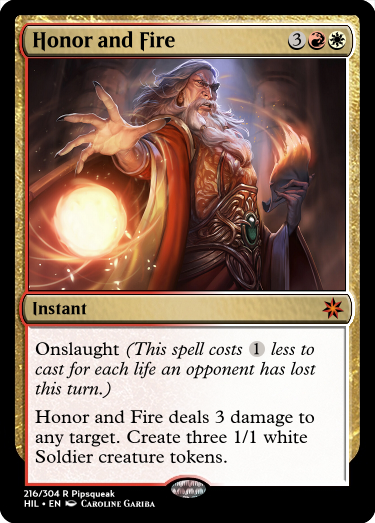 Honor and Fire 3
Instant
Onslaught (This spell costs 1 less to
cast for each life an opponent has lost
this turn.)
Honor and Fire deals 3 damage to
any target. Create three 1/1 white
Soldier creature tokens.
216/304 R Pipsqueak
HIL • EN Caroline Gariba